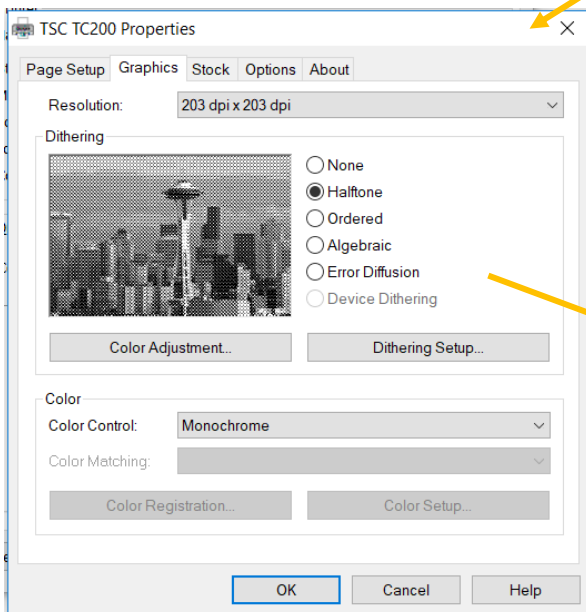 TSC TC200 Properties
Page Setup Graphics Stock Options About
Resolution: 203 dpi x 203 dpi
Dithering
None
Halftone
Ordered
Algebraic
Error Diffusion
Device Dithering
Color Adjustment... Dithering Setup...
Color
Color Control: Monochrome
Color Matching:
Color Registration... Color Setup...
OK Cancel Help